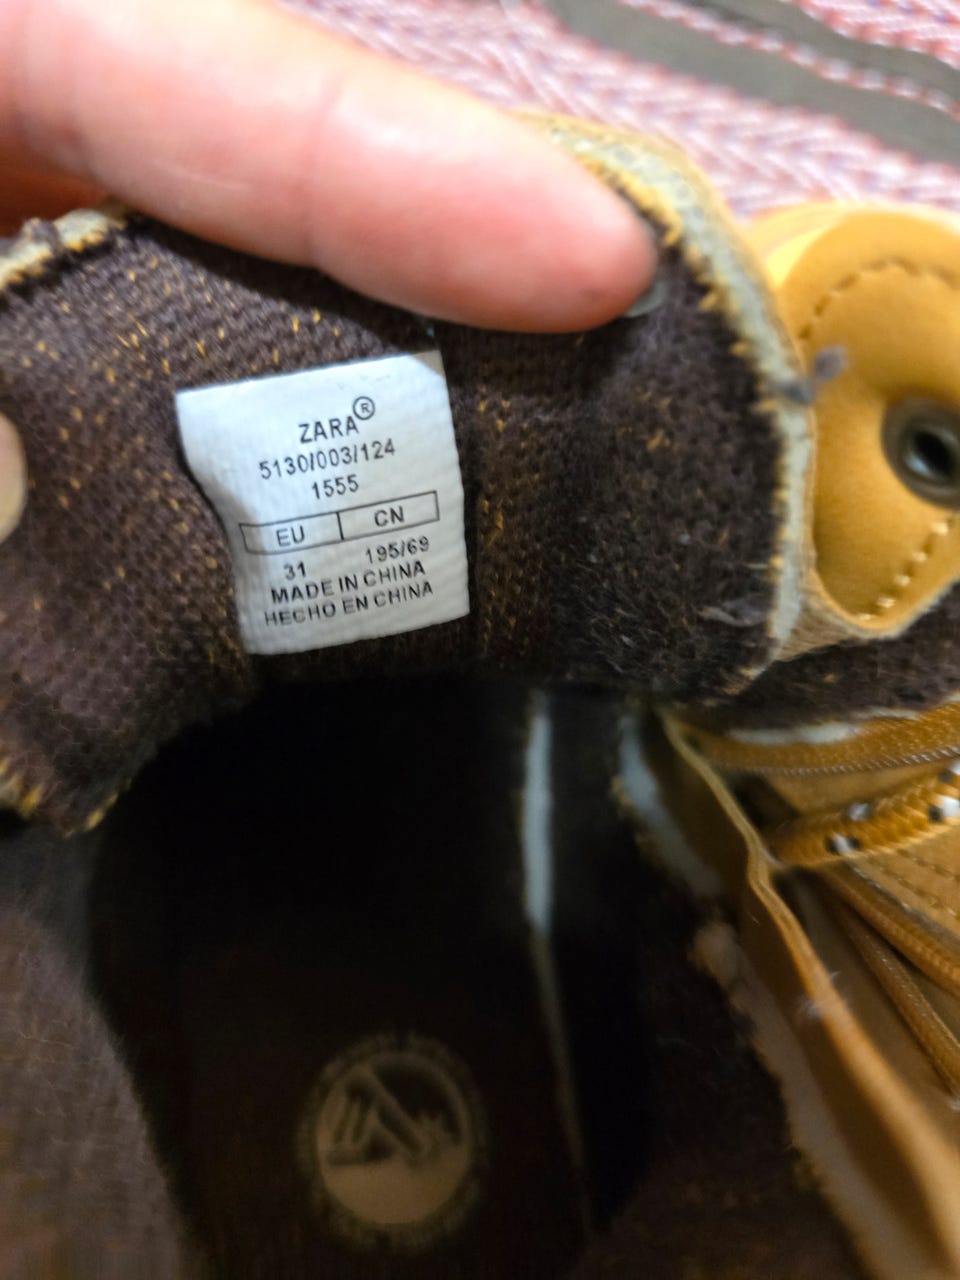 ZARA®
5130/003/124
1555
EU CN
31 195/69
MADE IN CHINA
HECHO EN CHINA